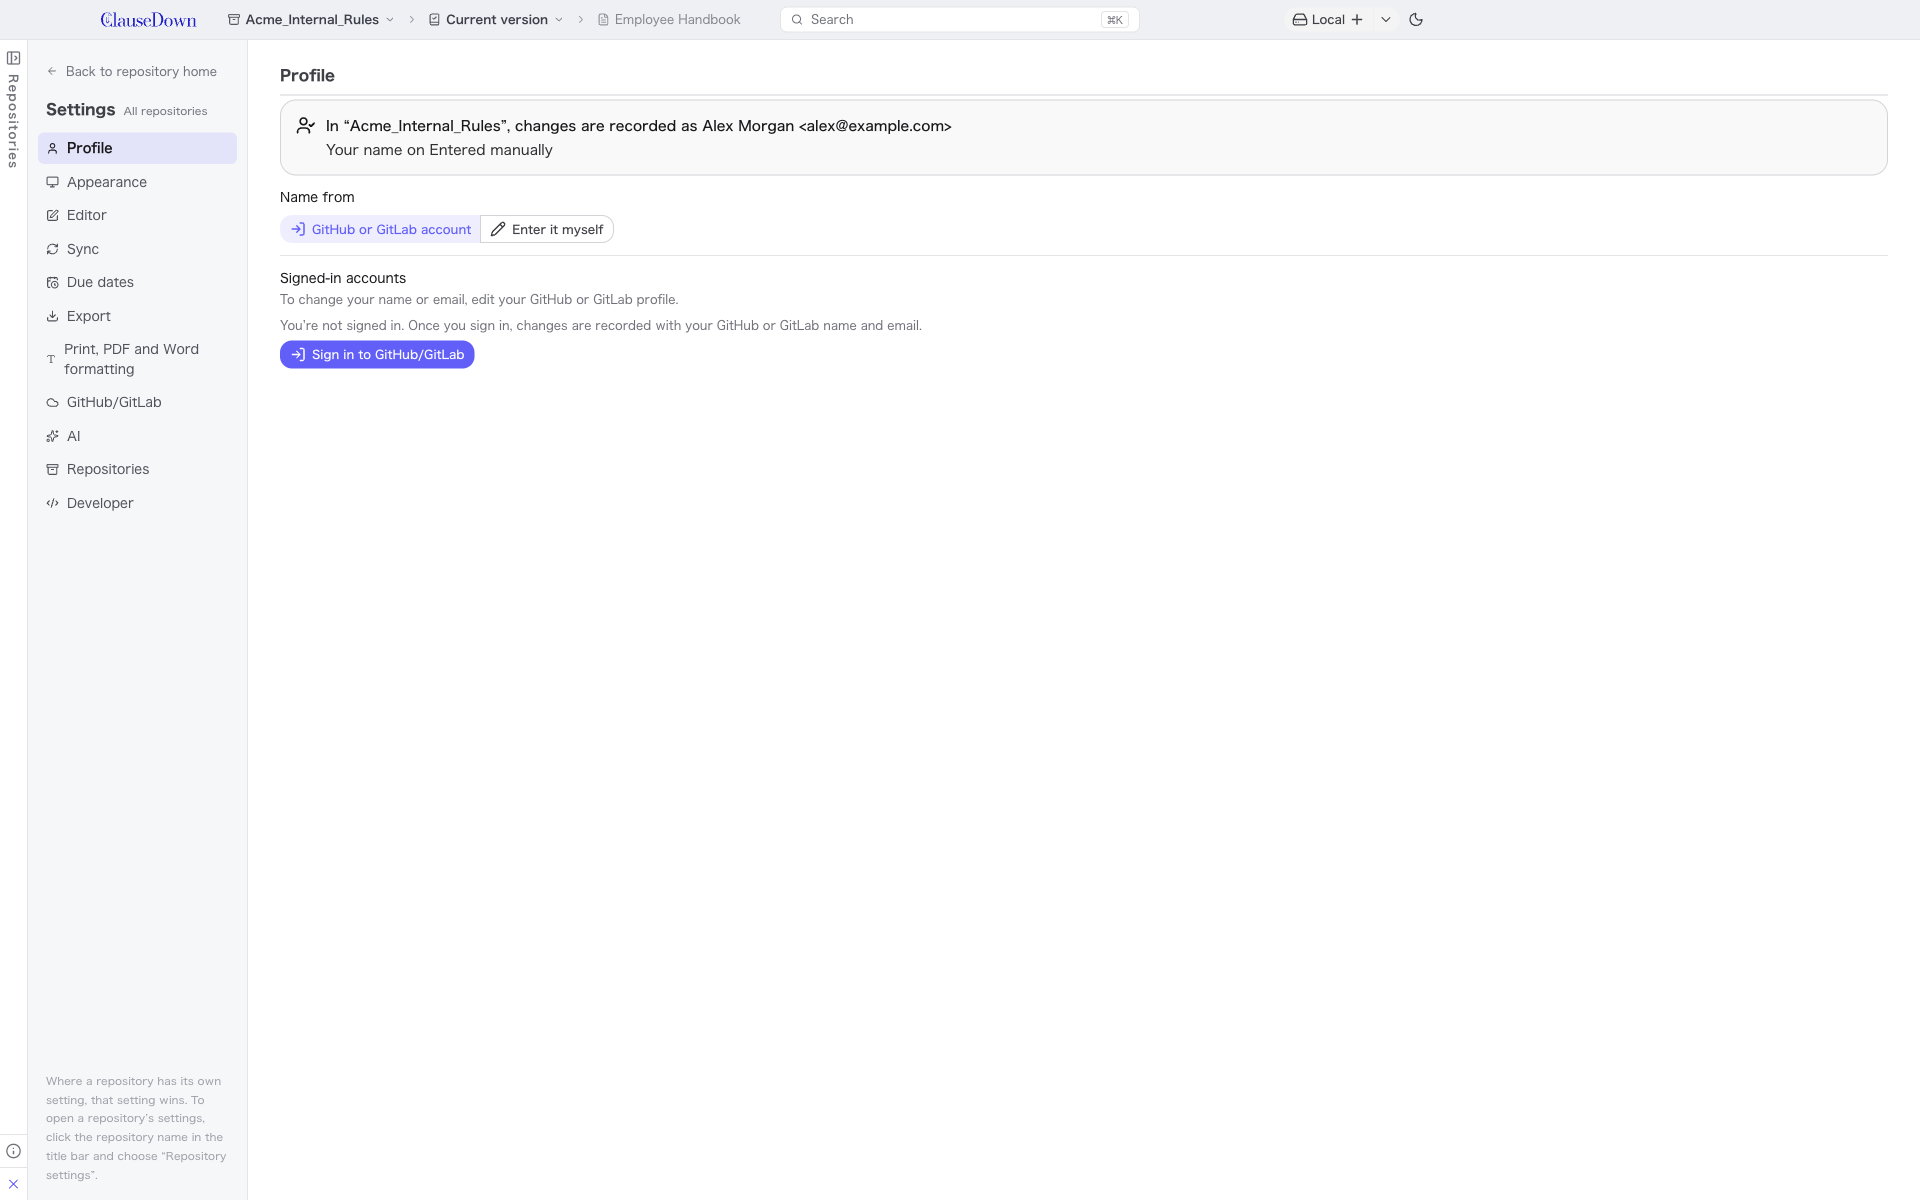 ClauseDown
Acme_Internal_Rules
Current version
Employee Handbook
Search
⌘K
Local
Repositories
Back to repository home
Settings All repositories
Profile
Appearance
Editor
Sync
Due dates
Export
Print, PDF and Word
formatting
GitHub/GitLab
AI
Repositories
Developer
Where a repository has its own
setting, that setting wins. To
open a repository's settings,
click the repository name in the
title bar and choose “Repository
settings”.
Profile
In “Acme_Internal_Rules”, changes are recorded as Alex Morgan <alex@example.com>
Your name on Entered manually
Name from
GitHub or GitLab account
Enter it myself
Signed-in accounts
To change your name or email, edit your GitHub or GitLab profile.
You're not signed in. Once you sign in, changes are recorded with your GitHub or GitLab name and email.
Sign in to GitHub/GitLab